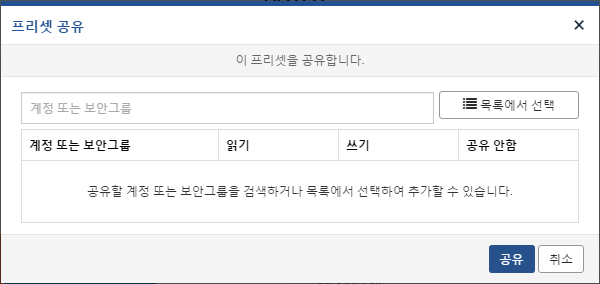 프리셋 공유
이 프리셋을 공유합니다.
계정 또는 보안그룹
목록에서 선택
계정 또는 보안그룹 읽기 쓰기 공유 안함
공유할 계정 또는 보안그룹을 검색하거나 목록에서 선택하여 추가할 수 있습니다.
공유 취소